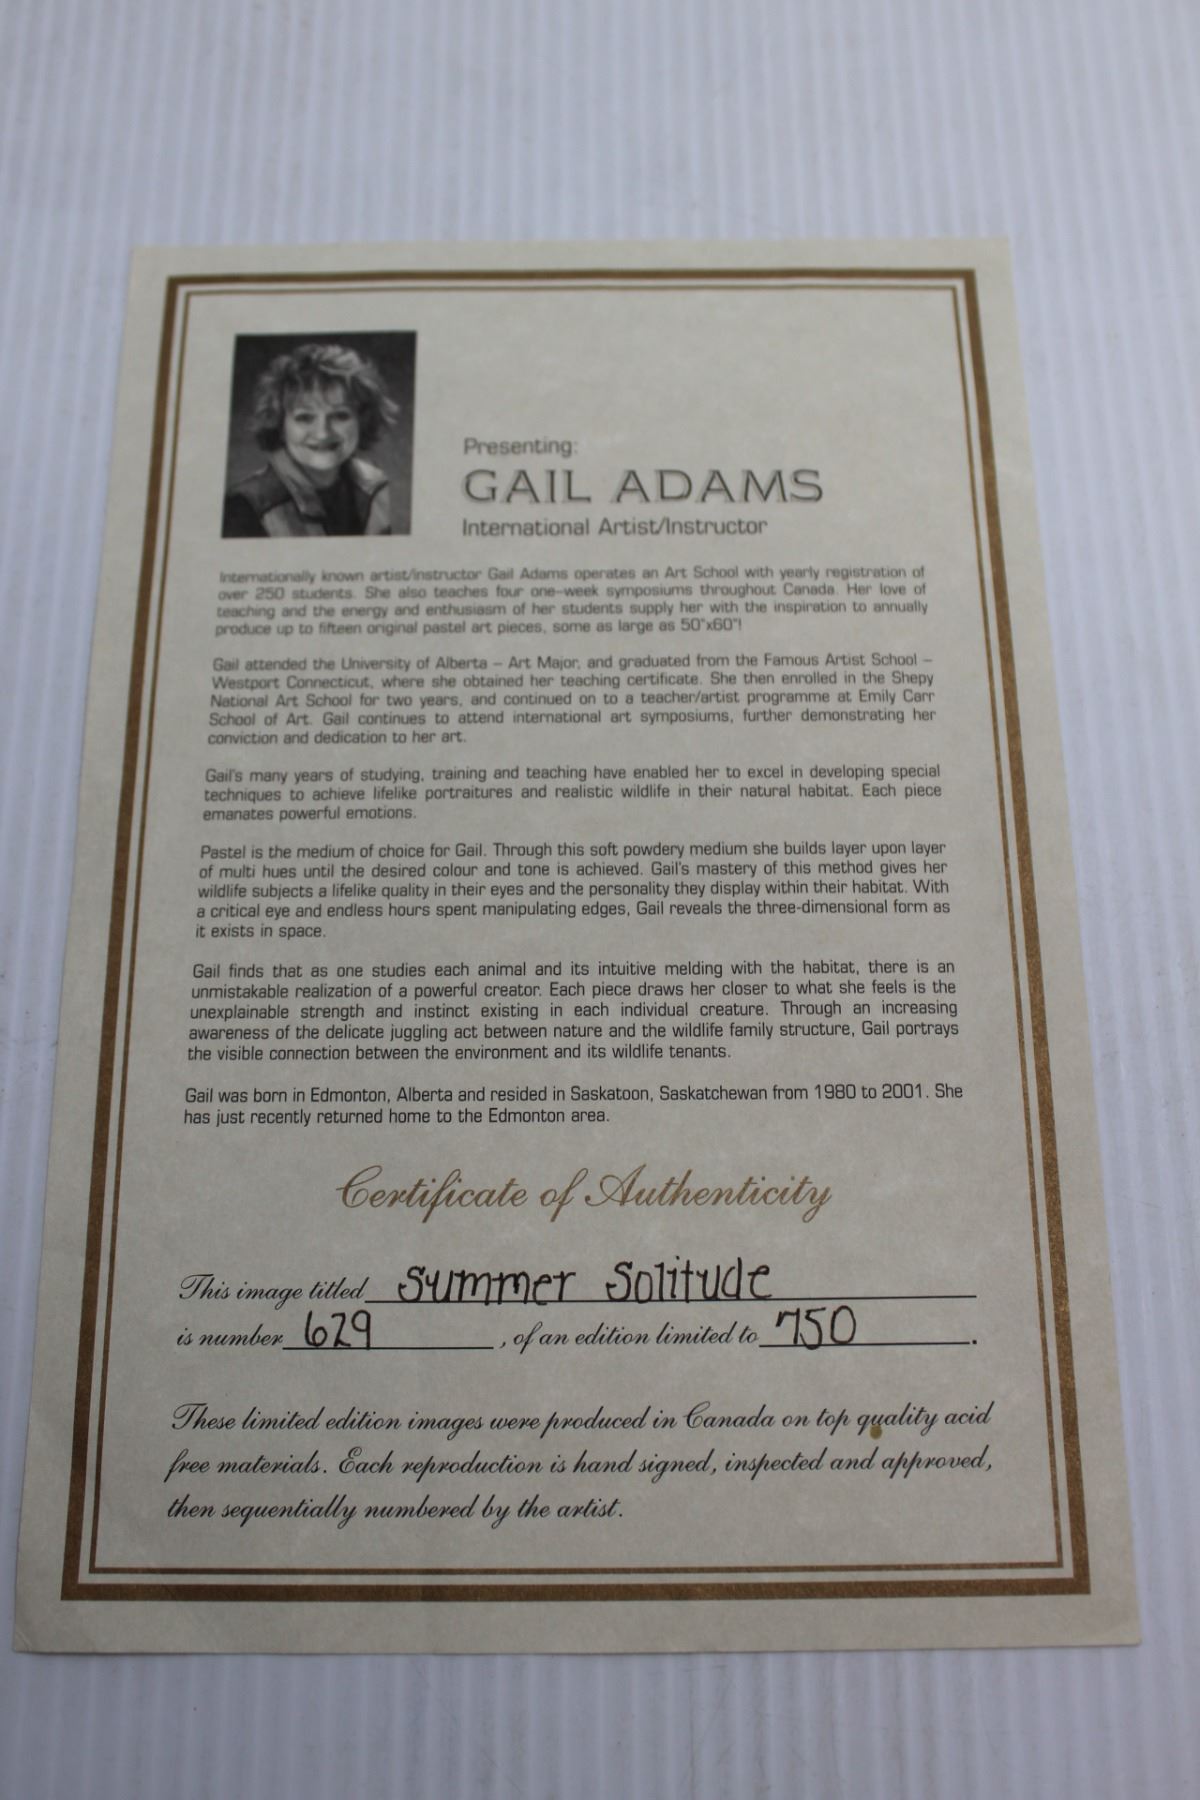 Presenting:
GAIL ADAMS
International Artist/Instructor
Internationally known artist/instructor Gail Adams operates an Art School with yearly registration of
over 250 students. She also teaches four one-week symposiums throughout Canada. Her love of
teaching and the energy and enthusiasm of her students supply her with the inspiration to annually
produce up to fifteen original pastel art pieces, some as large as 50"x60"!
Gail attended the University of Alberta – Art Major, and graduated from the Famous Artist School –
Westport Connecticut, where she obtained her teaching certificate. She then enrolled in the Shepy
National Art School for two years, and continued on to a teacher/artist programme at Emily Carr
School of Art. Gail continues to attend international art symposiums, further demonstrating her
conviction and dedication to her art.
Gail's many years of studying, training and teaching have enabled her to excel in developing special
techniques to achieve lifelike portraitures and realistic wildlife in their natural habitat. Each piece
emanates powerful emotions.
Pastel is the medium of choice for Gail. Through this soft powdery medium she builds layer upon layer
of multi hues until the desired colour and tone is achieved. Gail's mastery of this method gives her
wildlife subjects a lifelike quality in their eyes and the personality they display within their habitat. With
a critical eye and endless hours spent manipulating edges, Gail reveals the three-dimensional form as
it exists in space.
Gail finds that as one studies each animal and its intuitive melding with the habitat, there is an
unmistakable realization of a powerful creator. Each piece draws her closer to what she feels is the
unexplainable strength and instinct existing in each individual creature. Through an increasing
awareness of the delicate juggling act between nature and the wildlife family structure, Gail portrays
the visible connection between the environment and its wildlife tenants.
Gail was born in Edmonton, Alberta and resided in Saskatoon, Saskatchewan from 1980 to 2001. She
has just recently returned home to the Edmonton area.
Certificate of Authenticity
This image titled Summer Solitude
is number 629, of an edition limited to 750.
These limited edition images were produced in Canada on top quality acid
free materials. Each reproduction is hand signed, inspected and approved,
then sequentially numbered by the artist.